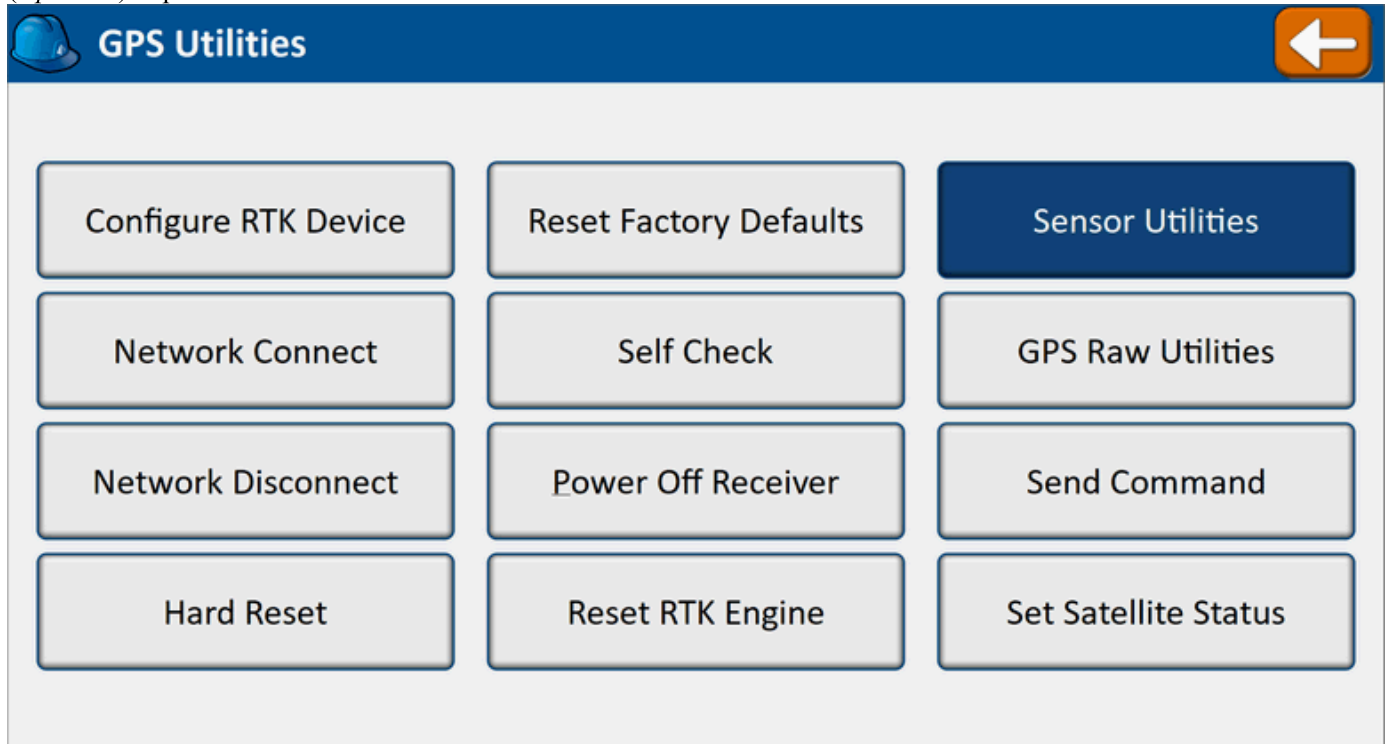 GPS Utilities
Configure RTK Device
Reset Factory Defaults
Sensor Utilities
Network Connect
Self Check
GPS Raw Utilities
Network Disconnect
Power Off Receiver
Send Command
Hard Reset
Reset RTK Engine
Set Satellite Status